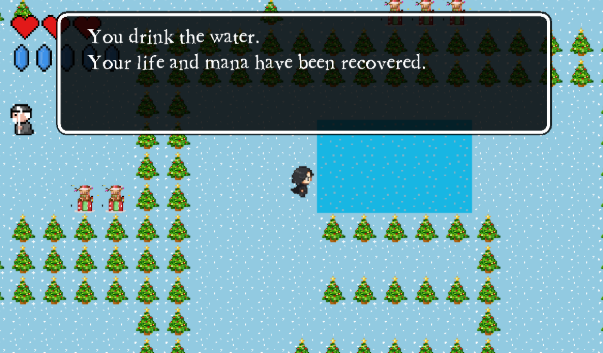 You drink the water.
Your life and mana have been recovered.